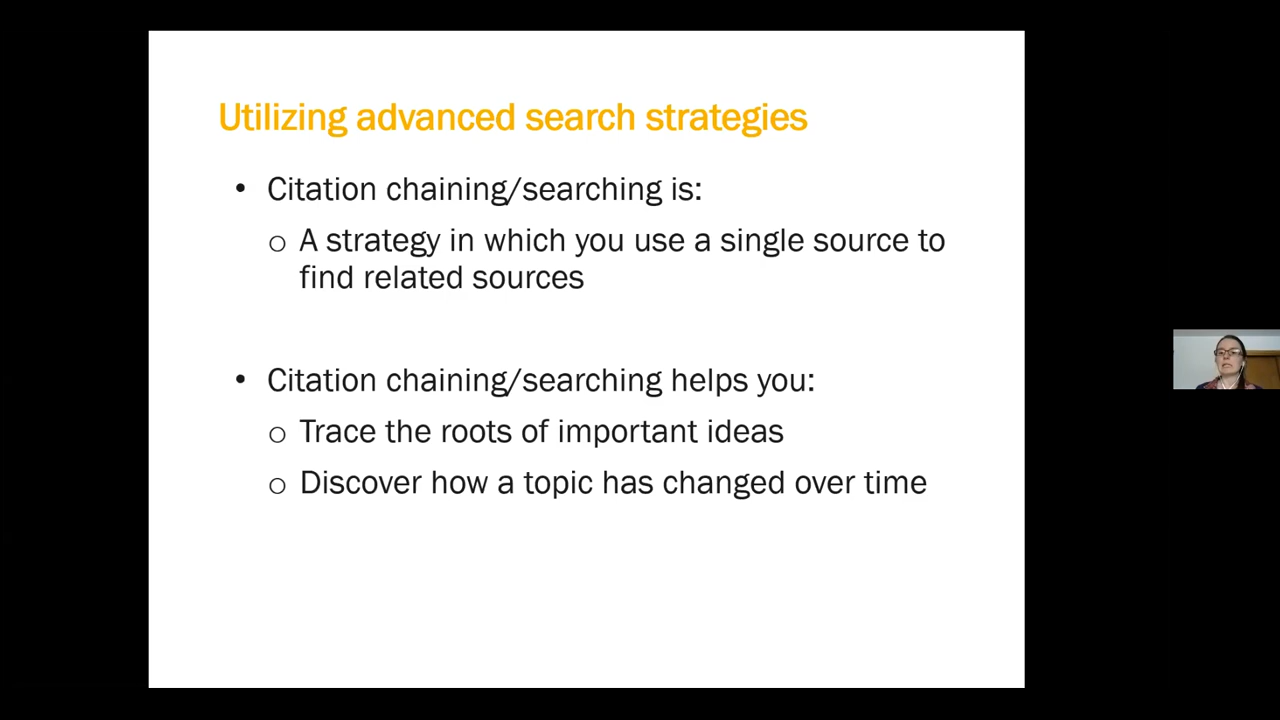 Utilizing advanced search strategies
• Citation chaining/searching is:
o A strategy in which you use a single source to
find related sources
• Citation chaining/searching helps you:
o Trace the roots of important ideas
o Discover how a topic has changed over time